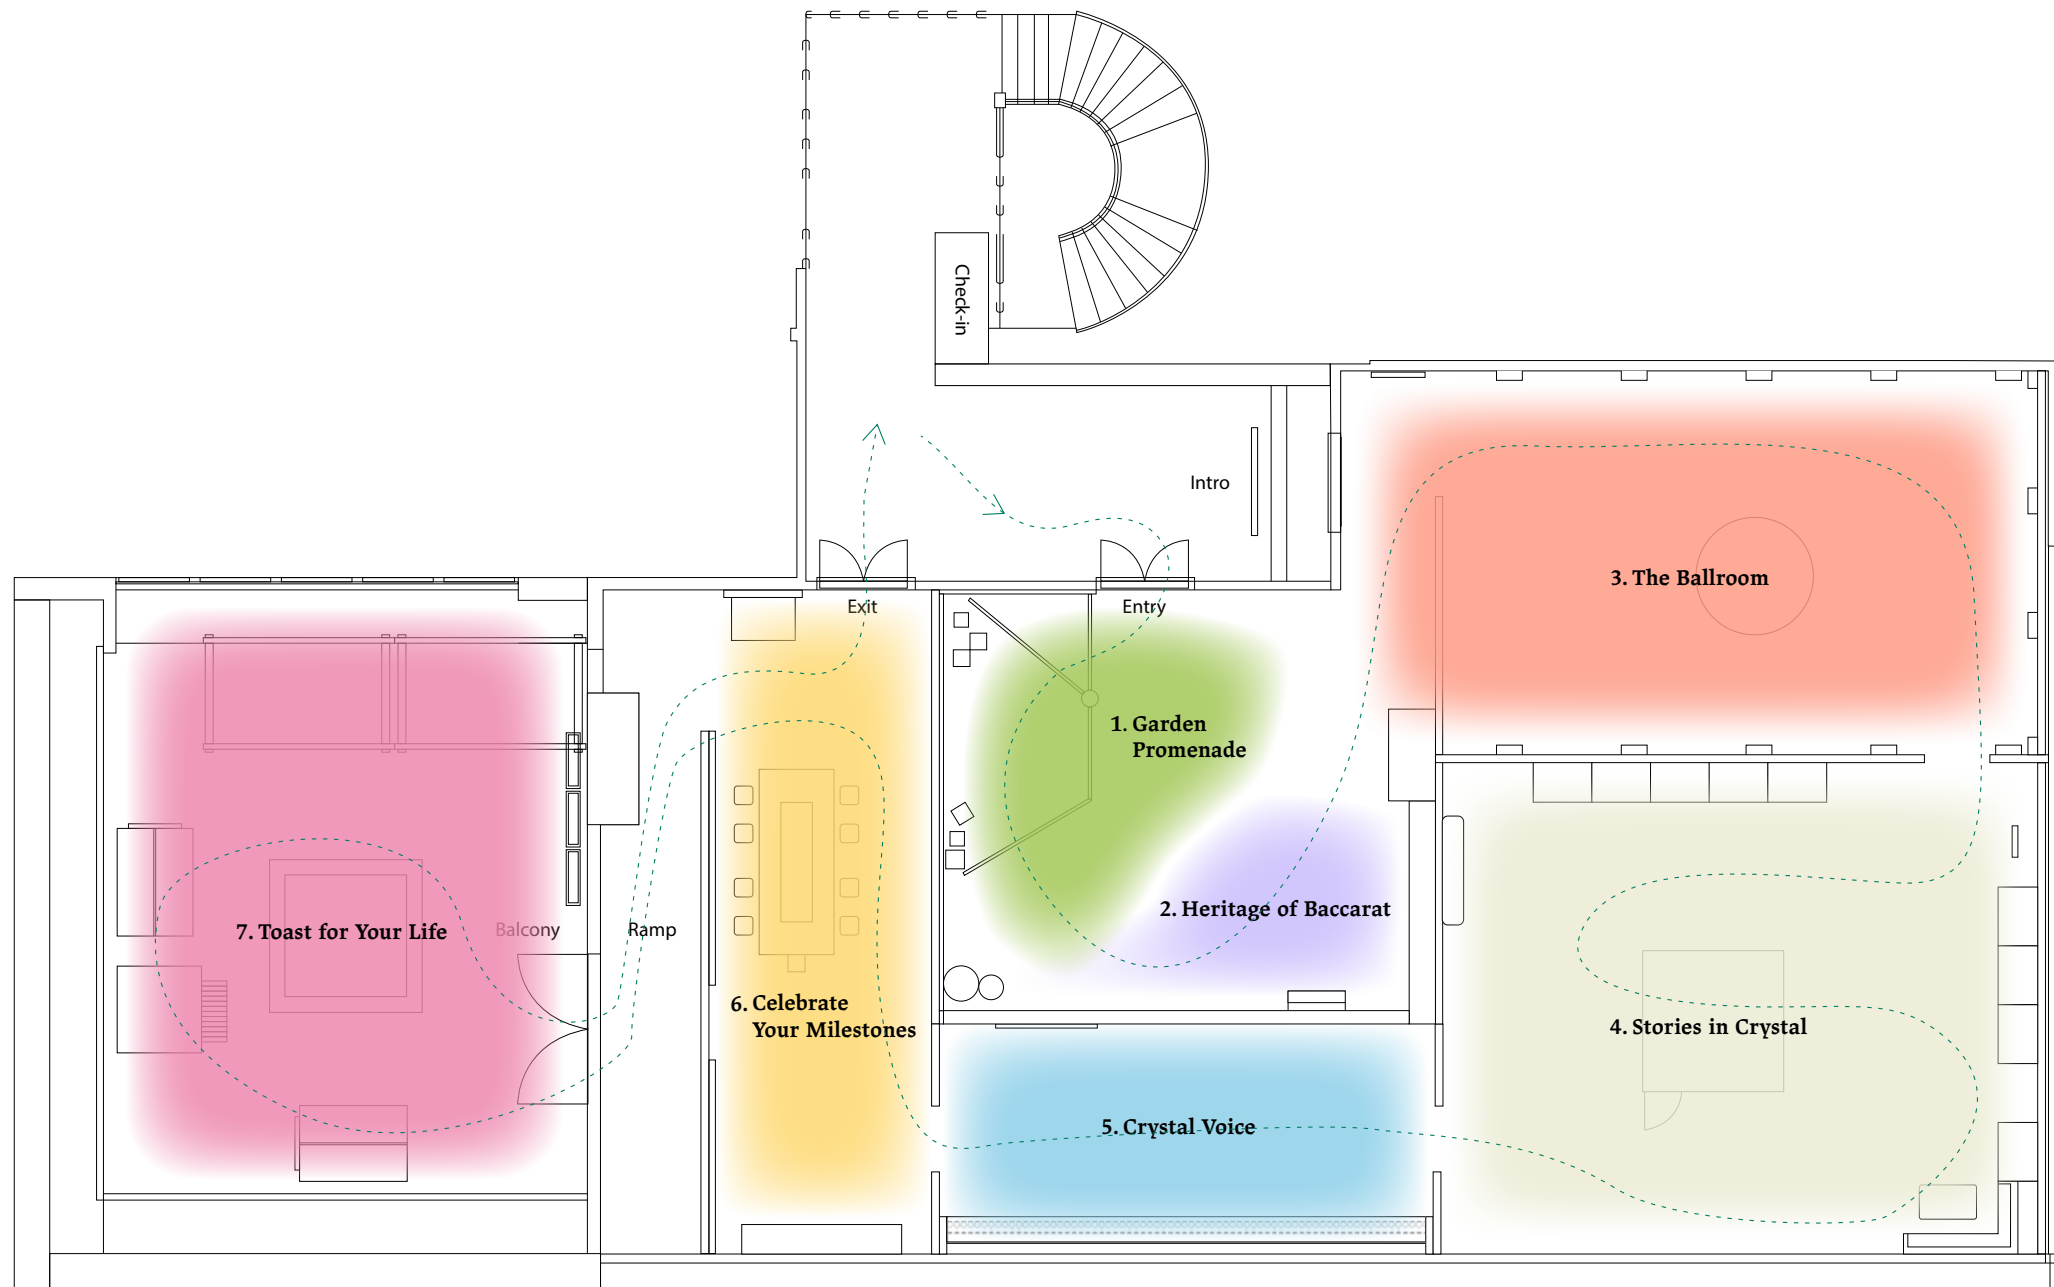 Check-in
Intro
Exit
Entry
3. The Ballroom
1. Garden
Promenade
2. Heritage of Baccarat
7. Toast for Your Life
Balcony
Ramp
6. Celebrate
Your Milestones
4. Stories in Crystal
5. Crystal Voice